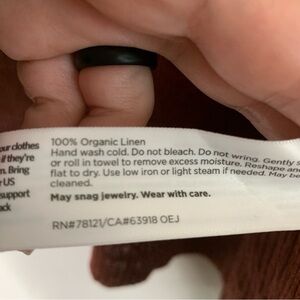 our clothes
if they're
n. Bring
r US
support
ack
100% Organic Linen
Hand wash cold. Do not bleach. Do not wring. Gently s
or roll in towel to remove excess moisture. Reshape and
flat to dry. Use low iron or light steam if needed. May be
cleaned.
May snag jewelry. Wear with care.
RN#78121/CA#63918 OEJ